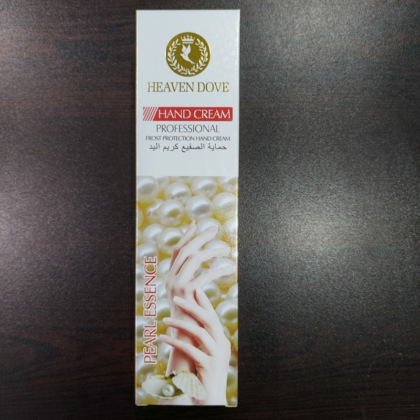 HEAVEN DOVE
HAND CREAM
PROFESSIONAL
FROST PROTECTION HAND CREAM
حماية الصقيع كريم اليد
PEARL ESSENCE